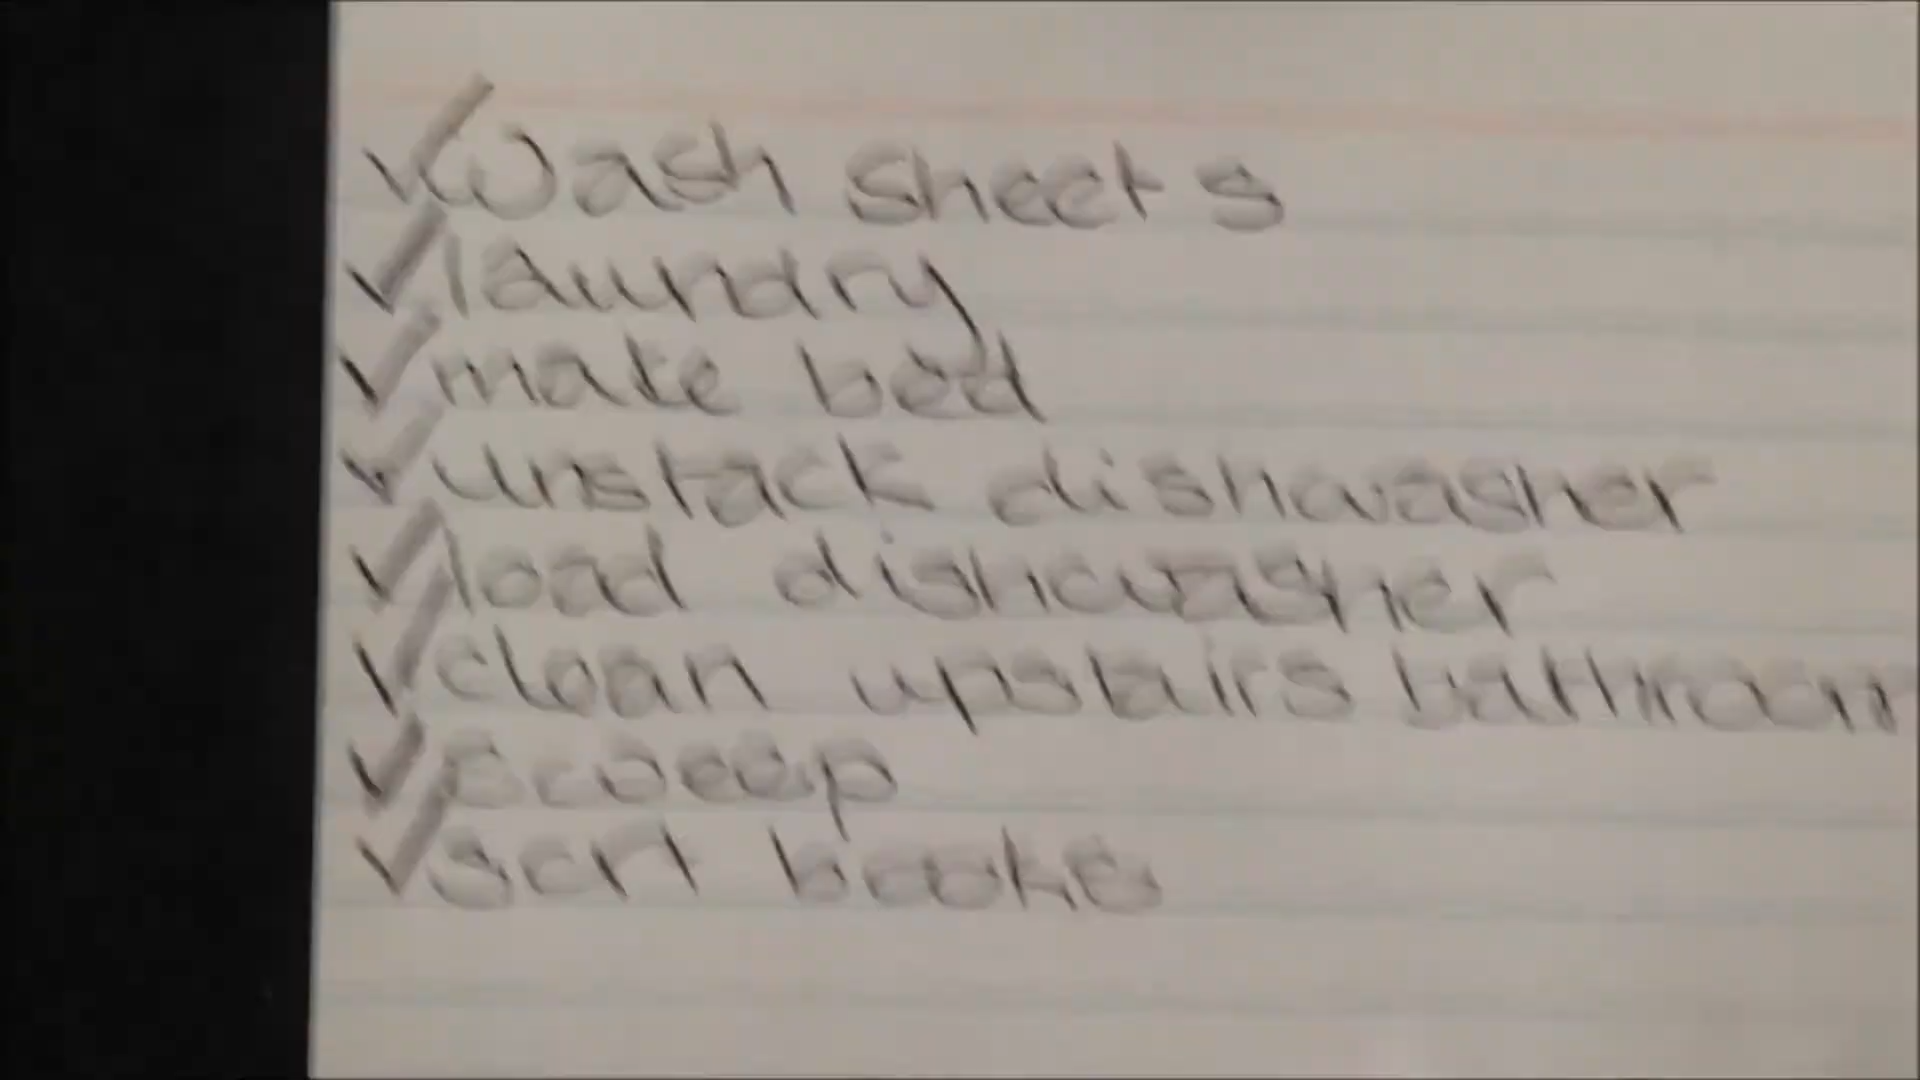 ✓Wash sheets
✓laundry
✓make bed
✓unstack dishwasher
✓load dishwasher
✓clean upstairs bathroom
✓sweep
✓sort books